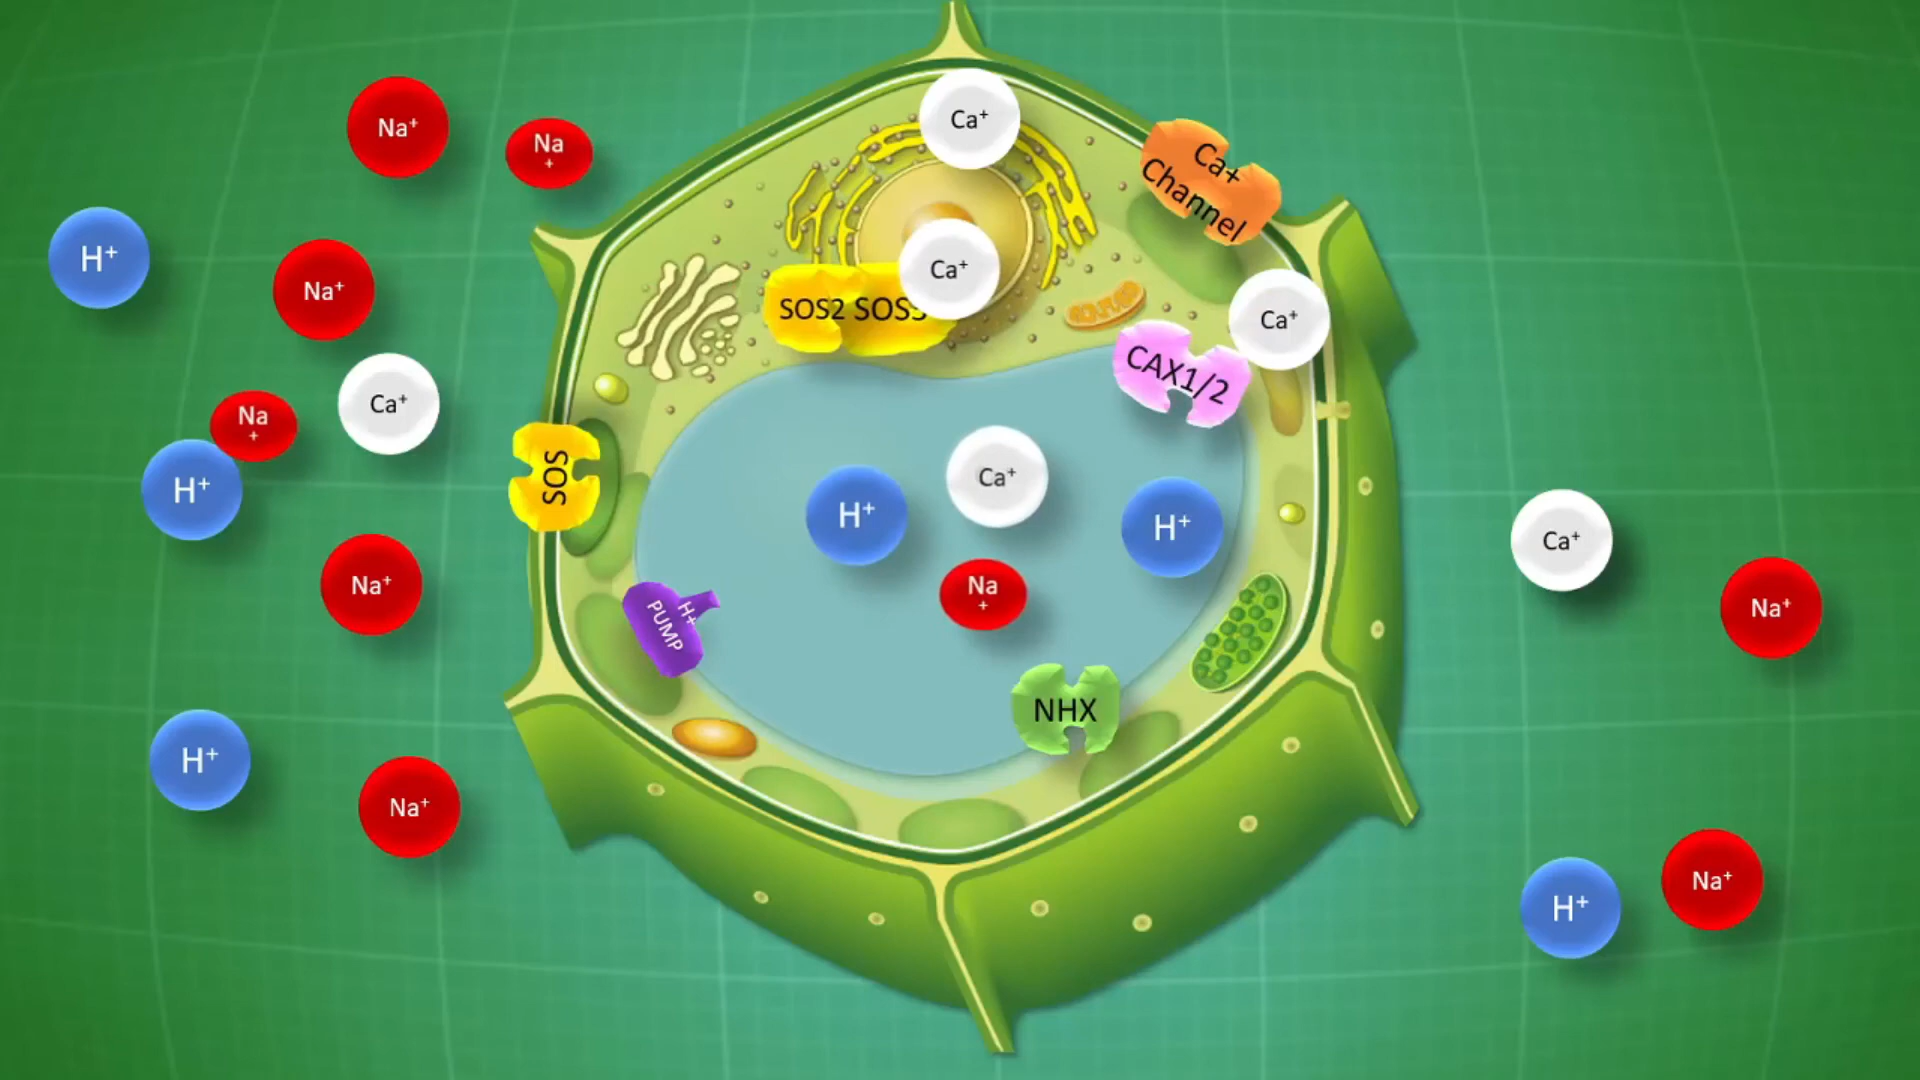 Ca⁺
Na⁺
Na
+
Ca+
Channel
H⁺
Na⁺
Ca⁺
SOS2 SOS3
Ca⁺
CAX1/2
Na
+
Ca⁺
H⁺
SOS
Ca⁺
H⁺
H⁺
Ca⁺
Na⁺
Na
+
Na⁺
H+
PUMP
NHX
H⁺
Na⁺
Na⁺
H⁺